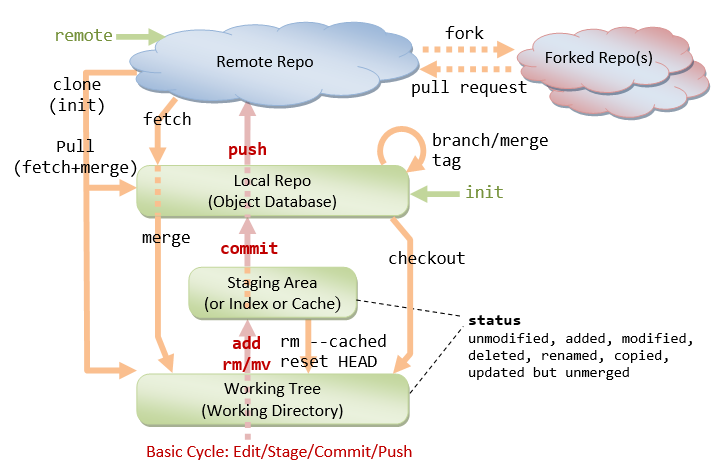 remote
Remote Repo
fork
Forked Repo(s)
pull request
clone
(init)
fetch
Pull
(fetch+merge)
push
branch/merge
tag
Local Repo
(Object Database)
init
merge
commit
checkout
Staging Area
(or Index or Cache)
status
unmodified, added, modified,
deleted, renamed, copied,
updated but unmerged
add
rm/mv
rm --cached
reset HEAD
Working Tree
(Working Directory)
Basic Cycle: Edit/Stage/Commit/Push